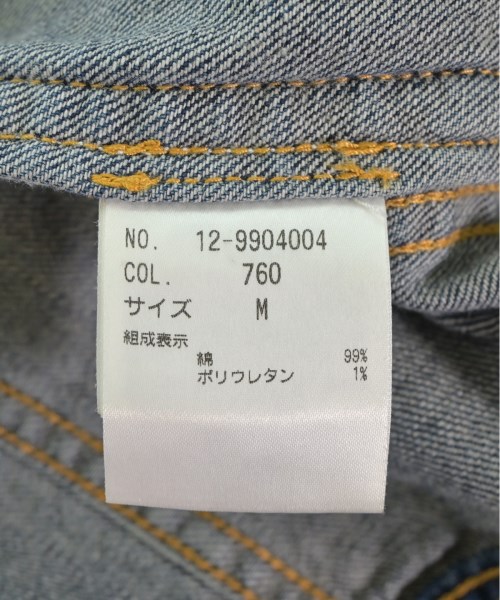 NO. 12-9904004
COL. 760
サイズ M
組成表示
綿 99%
ポリウレタン 1%